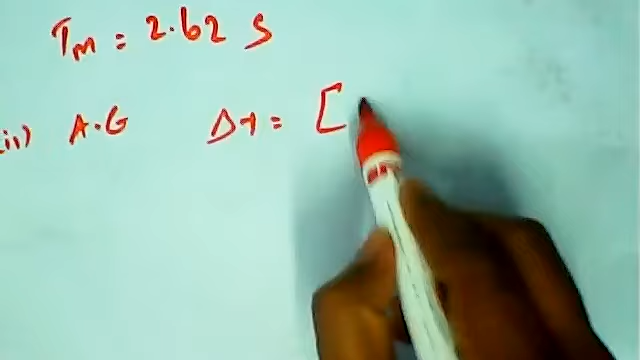 Tm = 2.62 s
(ii) A.G Δt = [